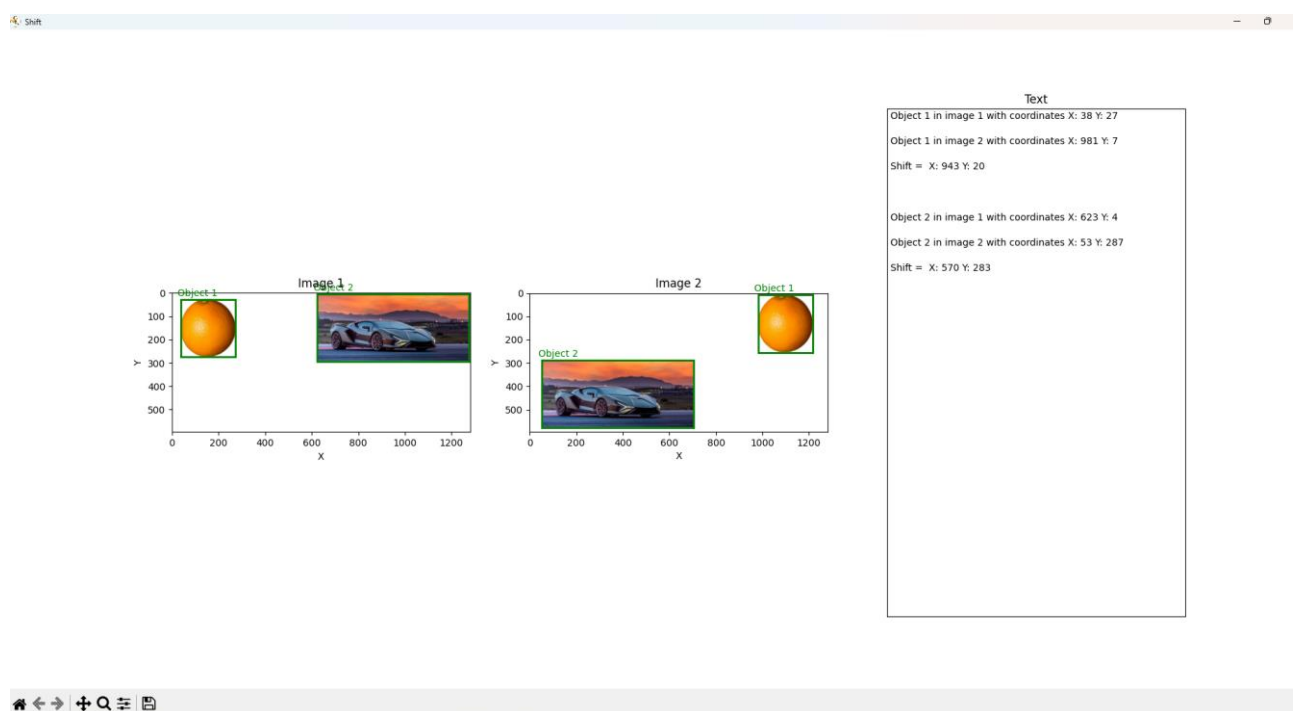 Shift
Text
Object 1 in image 1 with coordinates X: 38 Y: 27
Object 1 in image 2 with coordinates X: 981 Y: 7
Shift =  X: 943 Y: 20
Object 2 in image 1 with coordinates X: 623 Y: 4
Object 2 in image 2 with coordinates X: 53 Y: 287
Shift =  X: 570 Y: 283
Image 1
Object 1
Object 2
0
100
200
300
400
500
Y
0 200 400 600 800 1000 1200
X
Image 2
Object 1
Object 2
0
100
200
300
400
500
Y
0 200 400 600 800 1000 1200
X